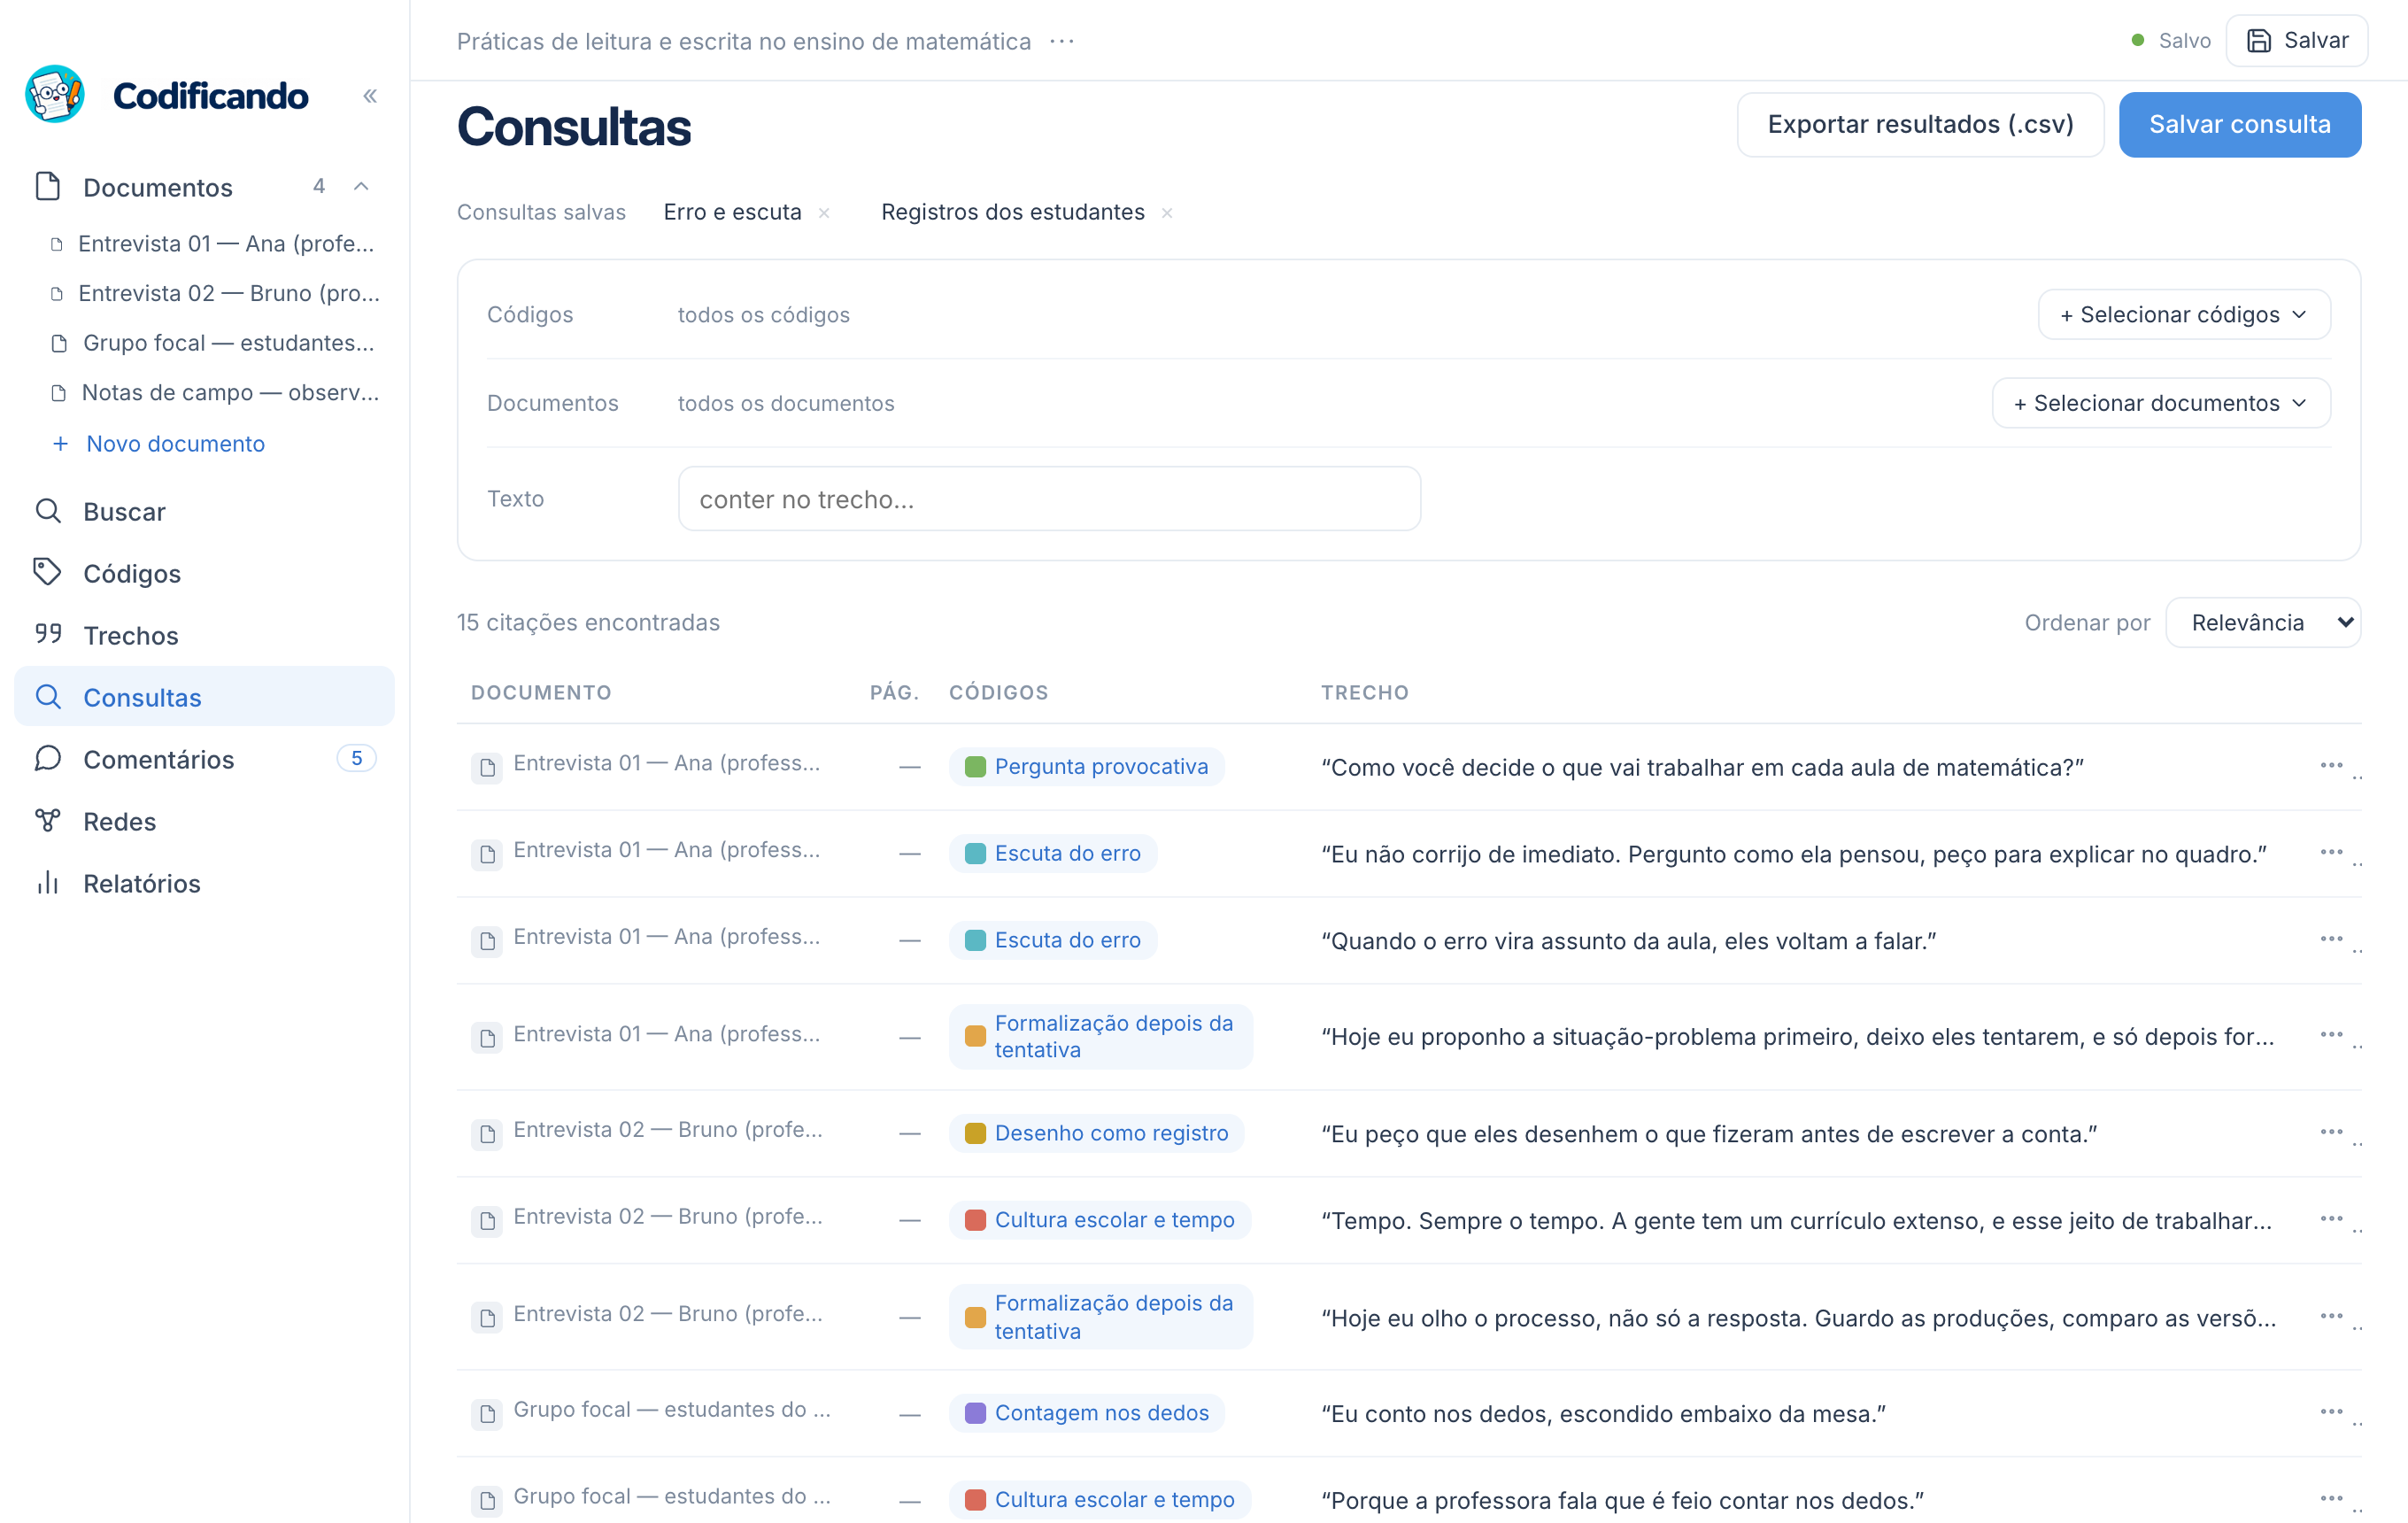 Práticas de leitura e escrita no ensino de matemática ···
Salvo
Salvar
Codificando «
Documentos 4
Entrevista 01 — Ana (profe...
Entrevista 02 — Bruno (pro...
Grupo focal — estudantes...
Notas de campo — observ...
+ Novo documento
Buscar
Códigos
Trechos
Consultas
Comentários 5
Redes
Relatórios
Consultas
Exportar resultados (.csv)
Salvar consulta
Consultas salvas Erro e escuta × Registros dos estudantes ×
Códigos todos os códigos + Selecionar códigos
Documentos todos os documentos + Selecionar documentos
Texto conter no trecho...
15 citações encontradas Ordenar por Relevância
DOCUMENTO PÁG. CÓDIGOS TRECHO
Entrevista 01 — Ana (profess... — Pergunta provocativa “Como você decide o que vai trabalhar em cada aula de matemática?” ··· ..
Entrevista 01 — Ana (profess... — Escuta do erro “Eu não corrijo de imediato. Pergunto como ela pensou, peço para explicar no quadro.” ··· ..
Entrevista 01 — Ana (profess... — Escuta do erro “Quando o erro vira assunto da aula, eles voltam a falar.” ··· ..
Entrevista 01 — Ana (profess... — Formalização depois da
tentativa “Hoje eu proponho a situação-problema primeiro, deixo eles tentarem, e só depois for... ··· ..
Entrevista 02 — Bruno (profe... — Desenho como registro “Eu peço que eles desenhem o que fizeram antes de escrever a conta.” ··· ..
Entrevista 02 — Bruno (profe... — Cultura escolar e tempo “Tempo. Sempre o tempo. A gente tem um currículo extenso, e esse jeito de trabalhar... ··· ..
Entrevista 02 — Bruno (profe... — Formalização depois da
tentativa “Hoje eu olho o processo, não só a resposta. Guardo as produções, comparo as versõ... ··· ..
Grupo focal — estudantes do ... — Contagem nos dedos “Eu conto nos dedos, escondido embaixo da mesa.” ··· ..
Grupo focal — estudantes do ... — Cultura escolar e tempo “Porque a professora fala que é feio contar nos dedos.” ··· ..